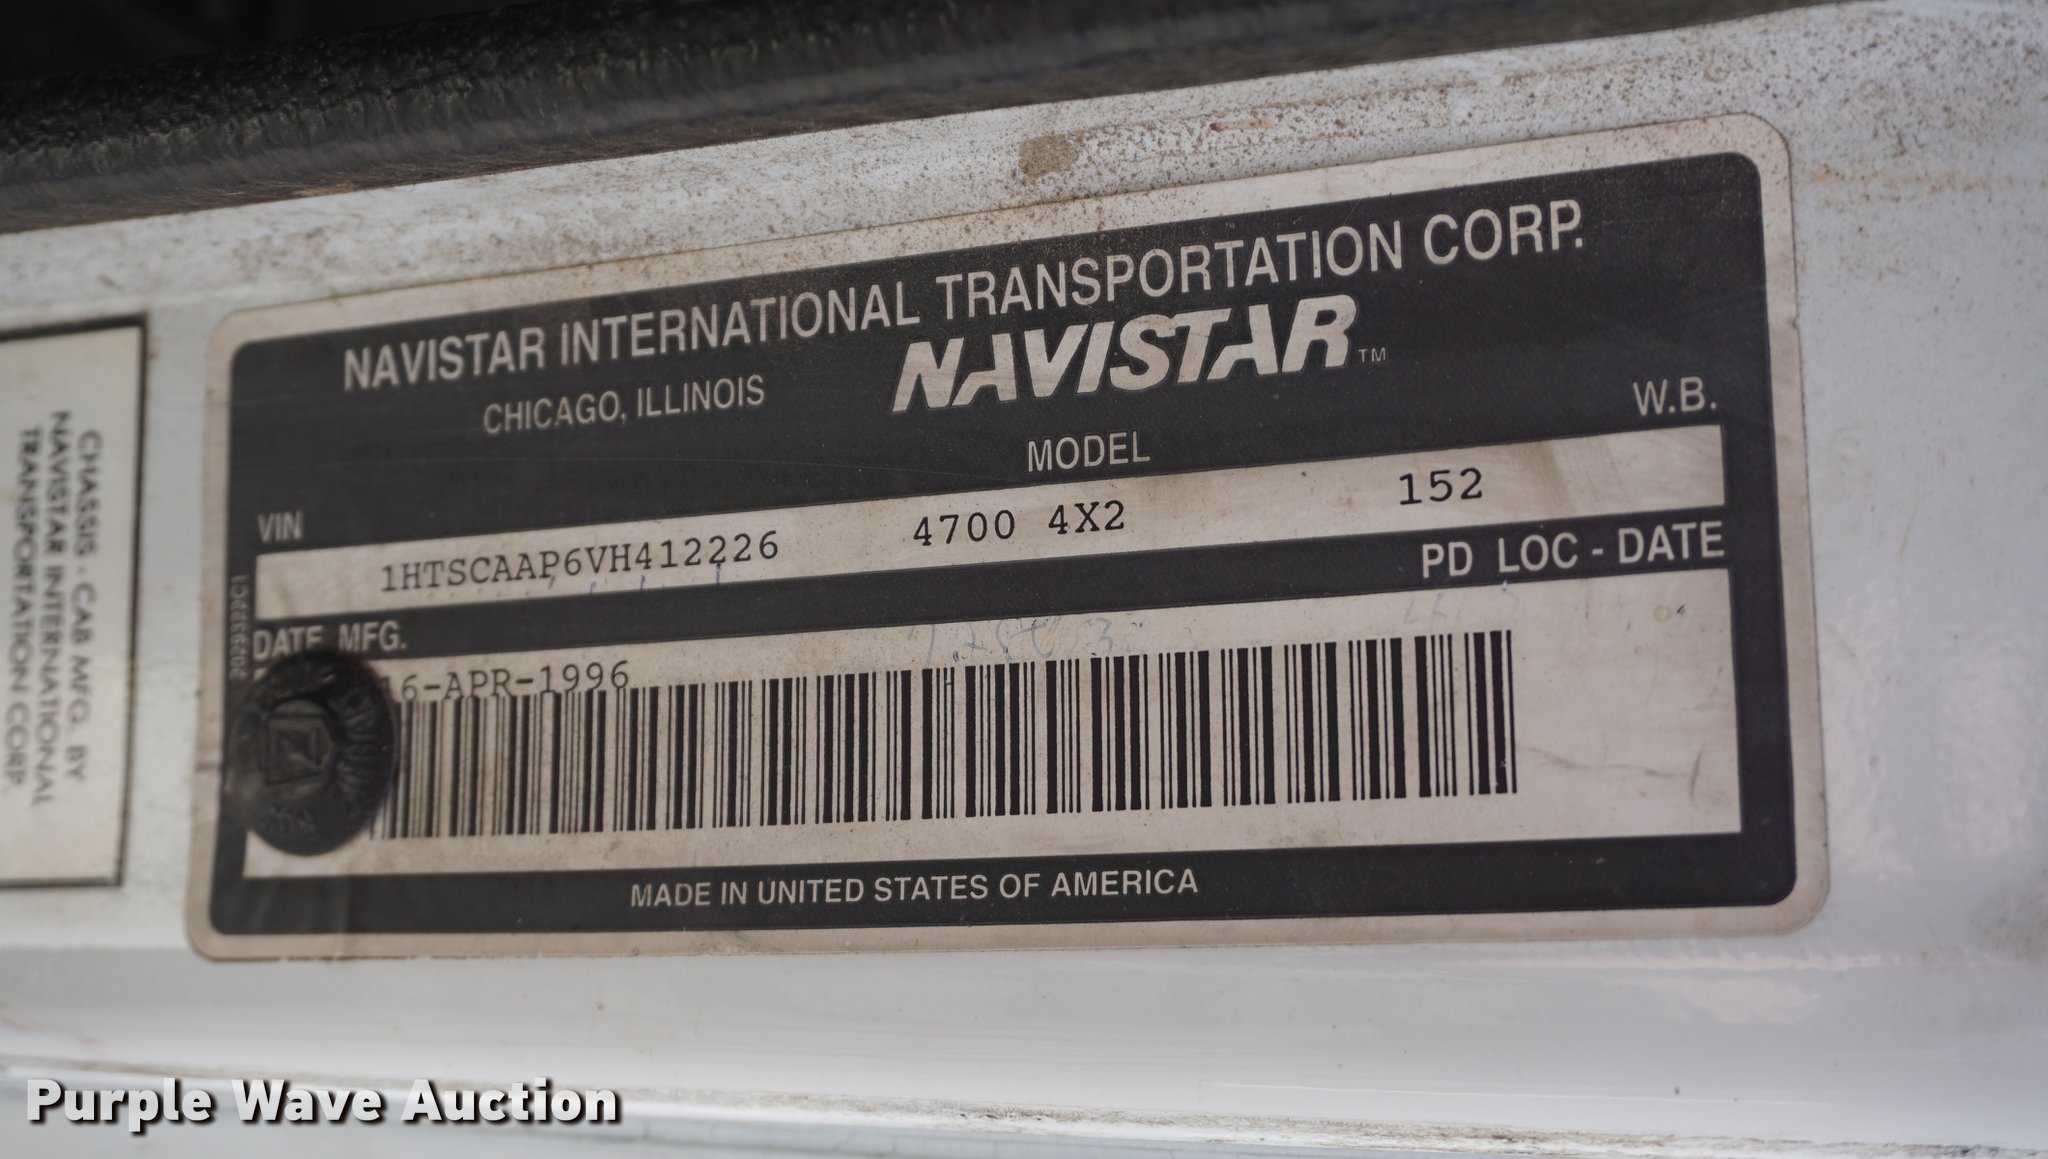 NAVISTAR INTERNATIONAL TRANSPORTATION CORP.
CHICAGO, ILLINOIS
NAVISTAR™
VIN
MODEL
W.B.
1HTSCAAP6VH412226 4700 4X2 152
DATE MFG.
PD LOC - DATE
16-APR-1996
MADE IN UNITED STATES OF AMERICA
CHASSIS - CAB MFG. BY
NAVISTAR INTERNATIONAL
TRANSPORTATION CORP.
Purple Wave Auction